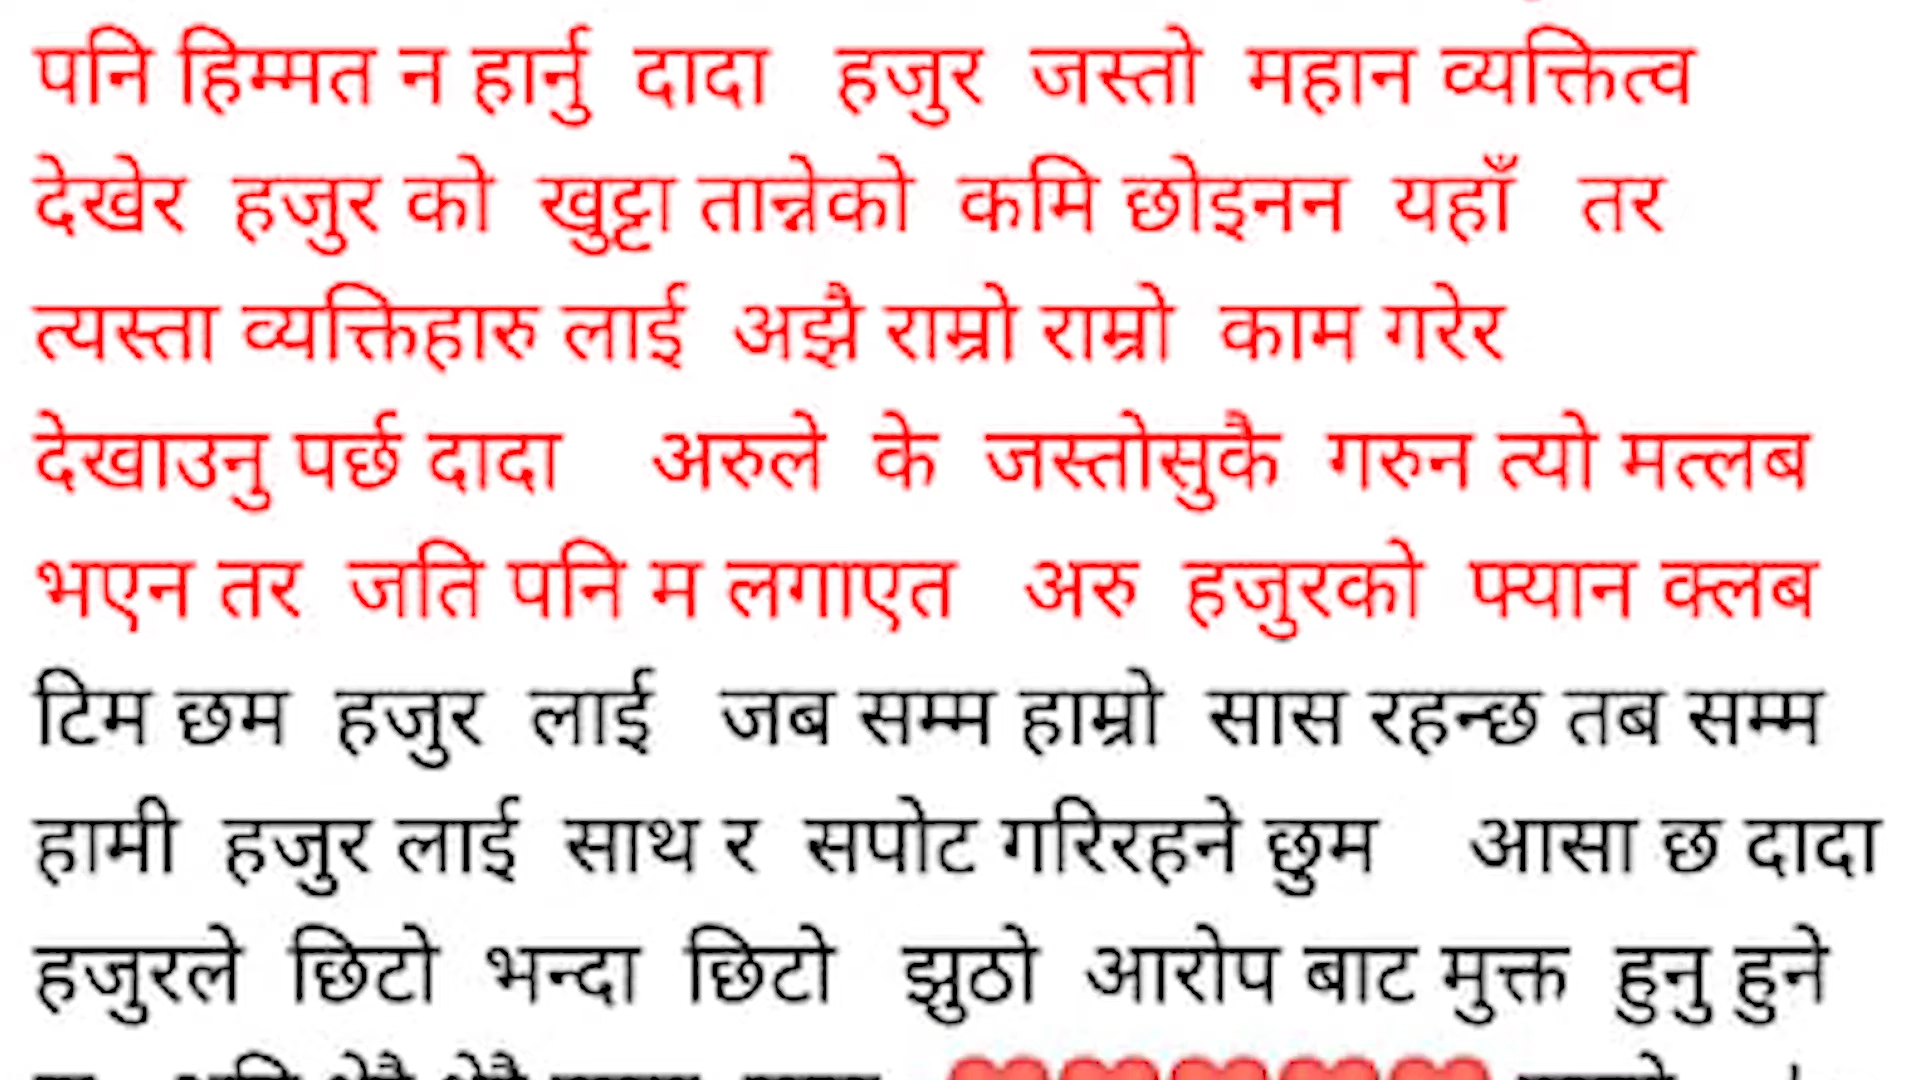 पनि हिम्मत न हार्नु दादा हजुर जस्तो महान व्यक्तित्व
देखेर हजुर को खुट्टा तान्नेको कमि छोइनन यहाँ तर
त्यस्ता व्यक्तिहारु लाई अझै राम्रो राम्रो काम गरेर
देखाउनु पर्छ दादा अरुले के जस्तोसुकै गरुन त्यो मत्लब
भएन तर जति पनि म लगाएत अरु हजुरको फ्यान क्लब
टिम छम हजुर लाई जब सम्म हाम्रो सास रहन्छ तब सम्म
हामी हजुर लाई साथ र सपोट गरिरहने छुम आसा छ दादा
हजुरले छिटो भन्दा छिटो झुठो आरोप बाट मुक्त हुनु हुने